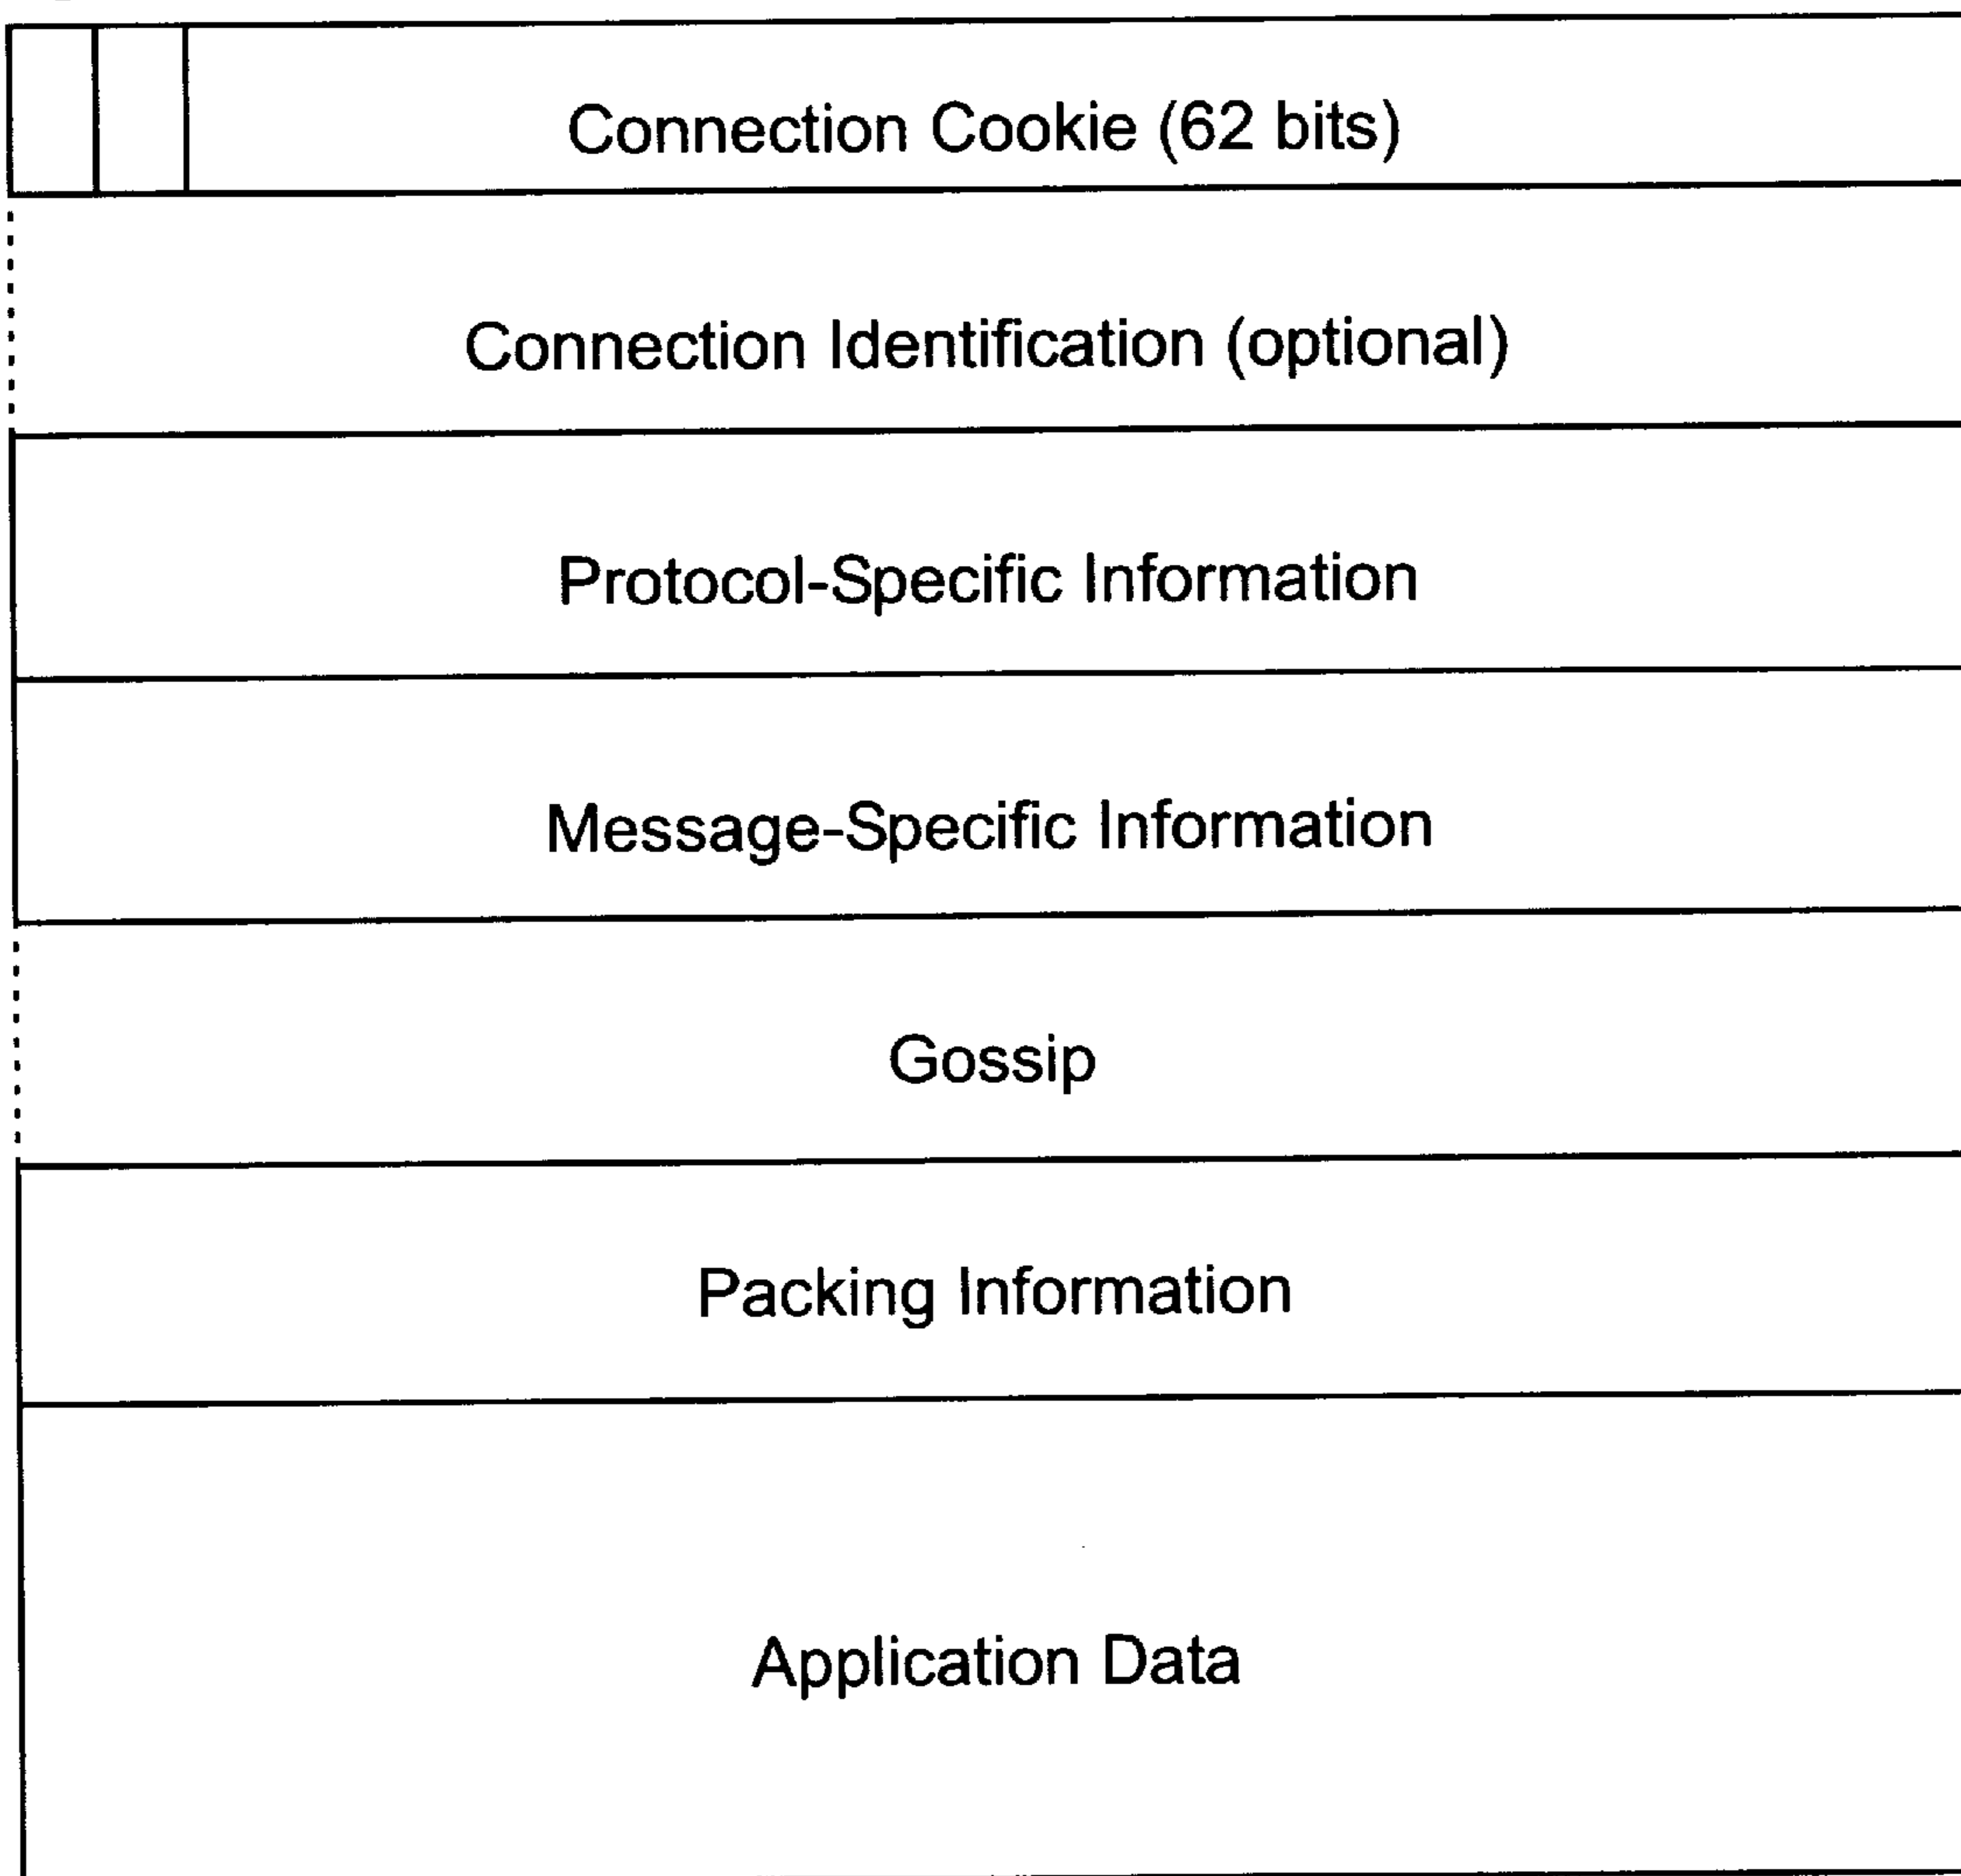 Connection Cookie (62 bits)
Connection Identification (optional)
Protocol-Specific Information
Message-Specific Information
Gossip
Packing Information
Application Data